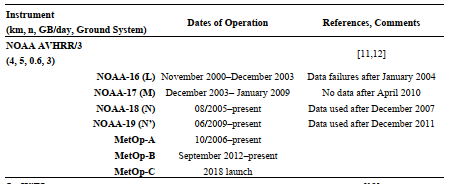 Instrument
(km, n, GB/day, Ground System) Dates of Operation References, Comments
NOAA AVHRR/3
(4, 5, 0.6, 3) [11,12]
NOAA-16 (L) November 2000–December 2003 Data failures after January 2004
NOAA-17 (M) December 2003– January 2009 No data after April 2010
NOAA-18 (N) 08/2005–present Data used after December 2007
NOAA-19 (N’) 06/2009–present Data used after December 2011
MetOp-A 10/2006–present
MetOp-B September 2012–present
MetOp-C 2018 launch